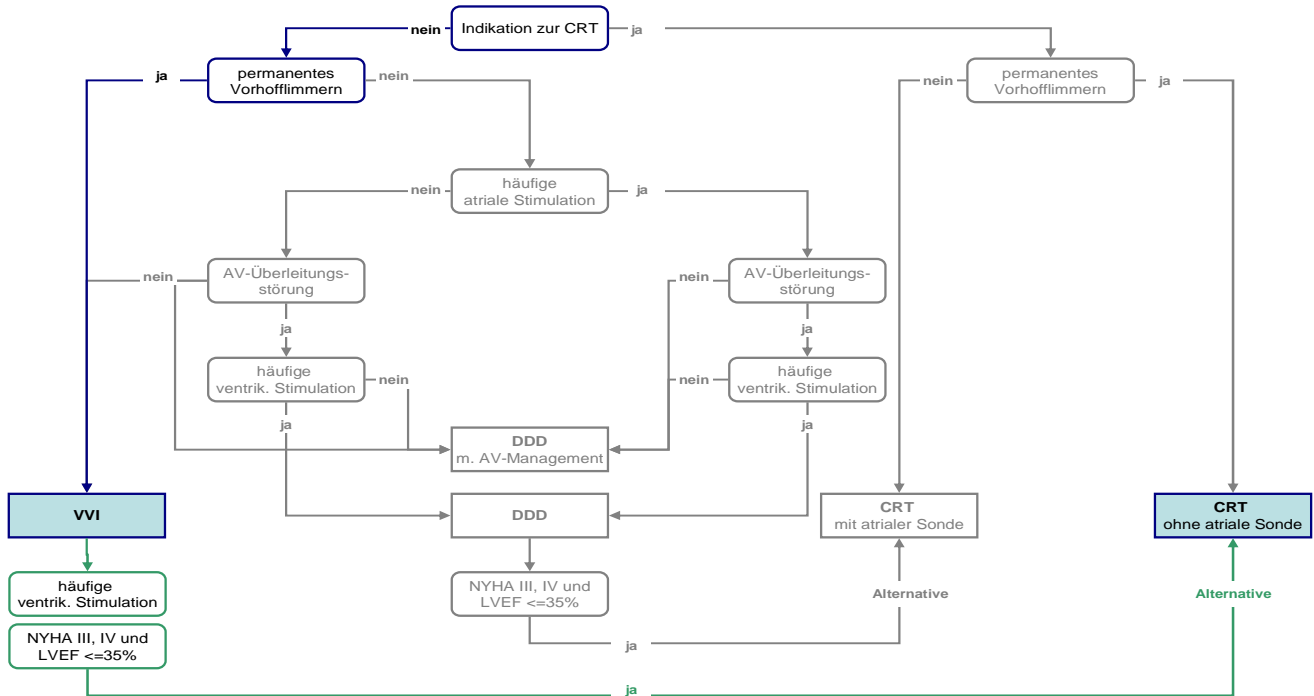 Indikation zur CRT
nein
ja
permanentes
Vorhofflimmern
ja
nein
permanentes
Vorhofflimmern
nein
ja
häufige
atriale Stimulation
nein
ja
AV-Überleitungs-
störung
nein
ja
AV-Überleitungs-
störung
nein
ja
häufige
ventrik. Stimulation
nein
ja
häufige
ventrik. Stimulation
nein
ja
DDD
m. AV-Management
VVI
DDD
CRT
mit atrialer Sonde
CRT
ohne atriale Sonde
häufige
ventrik. Stimulation
NYHA III, IV und
LVEF <=35%
Alternative
Alternative
NYHA III, IV und
LVEF <=35%
ja
ja